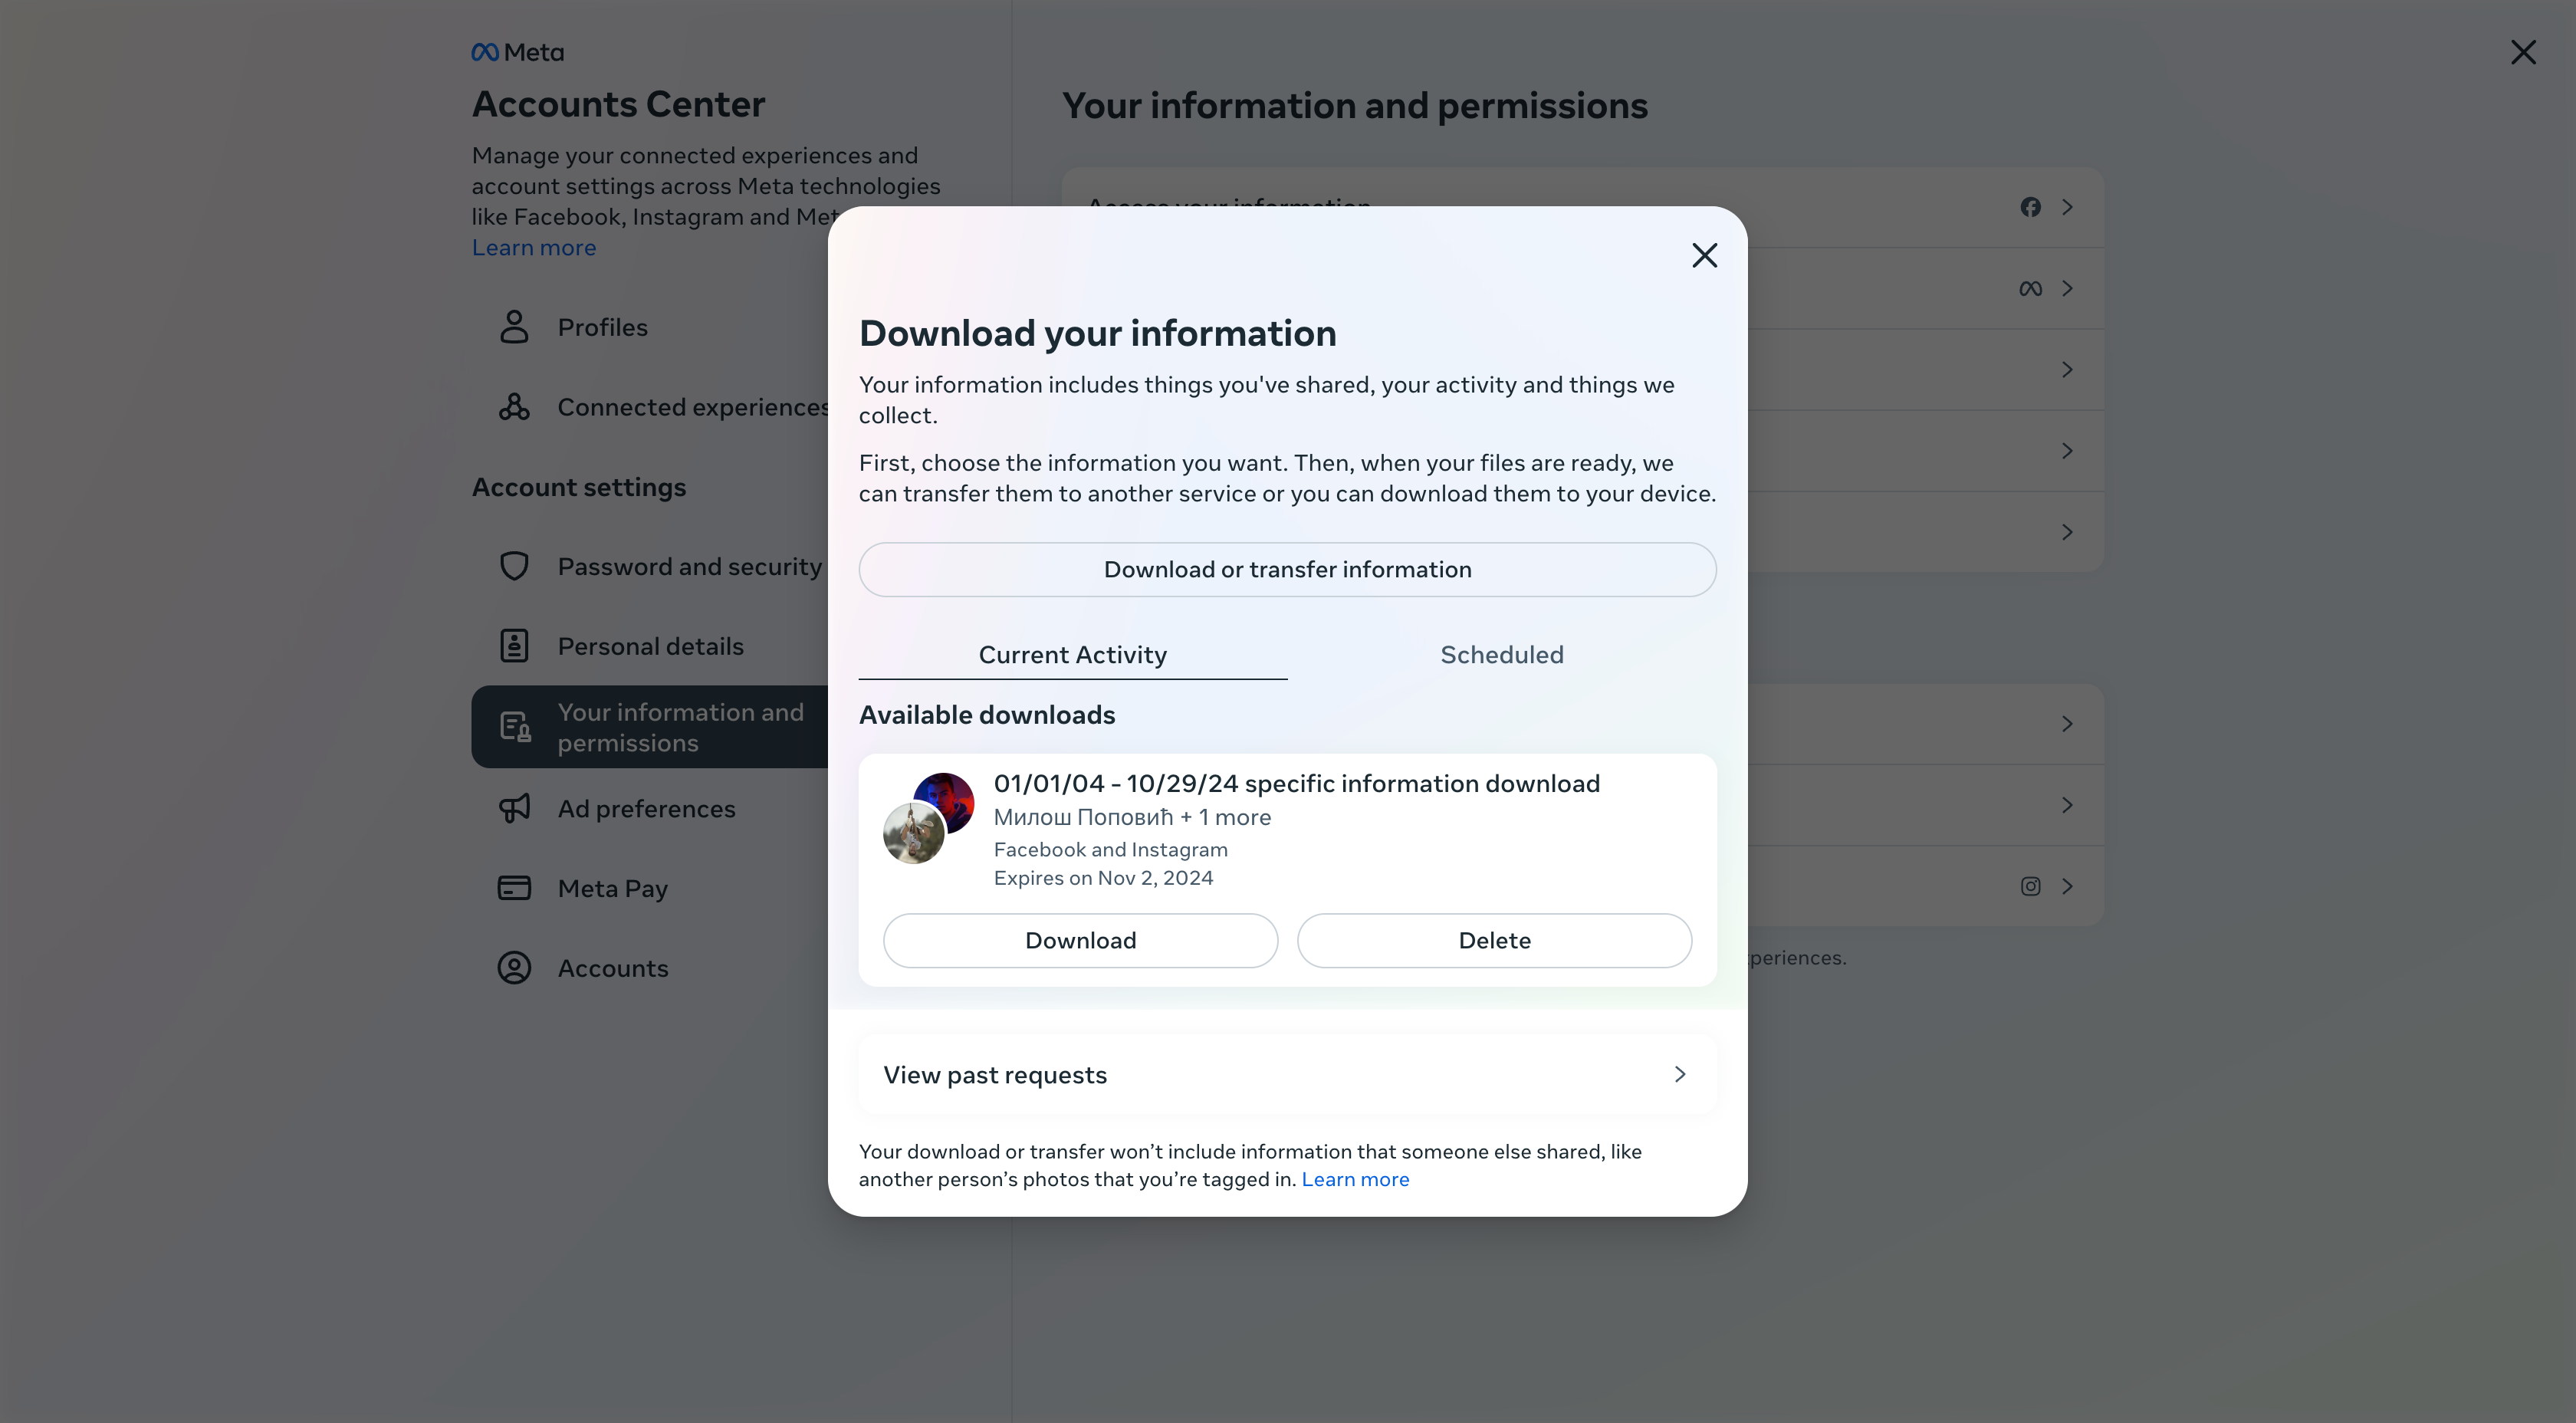 Meta
Accounts Center
Manage your connected experiences and
account settings across Meta technologies
like Facebook, Instagram and
Learn more
Profiles
Connected experiences
Account settings
Password and security
Personal details
Your information and
permissions
Ad preferences
Meta Pay
Accounts
Your information and permissions
Access your information
Download your information
Your information includes things you've shared, your activity and things we
collect.
First, choose the information you want. Then, when your files are ready, we
can transfer them to another service or you can download them to your device.
Download or transfer information
Current Activity
Scheduled
Available downloads
01/01/04 - 10/29/24 specific information download
Милош Поповић + 1 more
Facebook and Instagram
Expires on Nov 2, 2024
Download
Delete
View past requests
Your download or transfer won’t include information that someone else shared, like
another person’s photos that you’re tagged in. Learn more